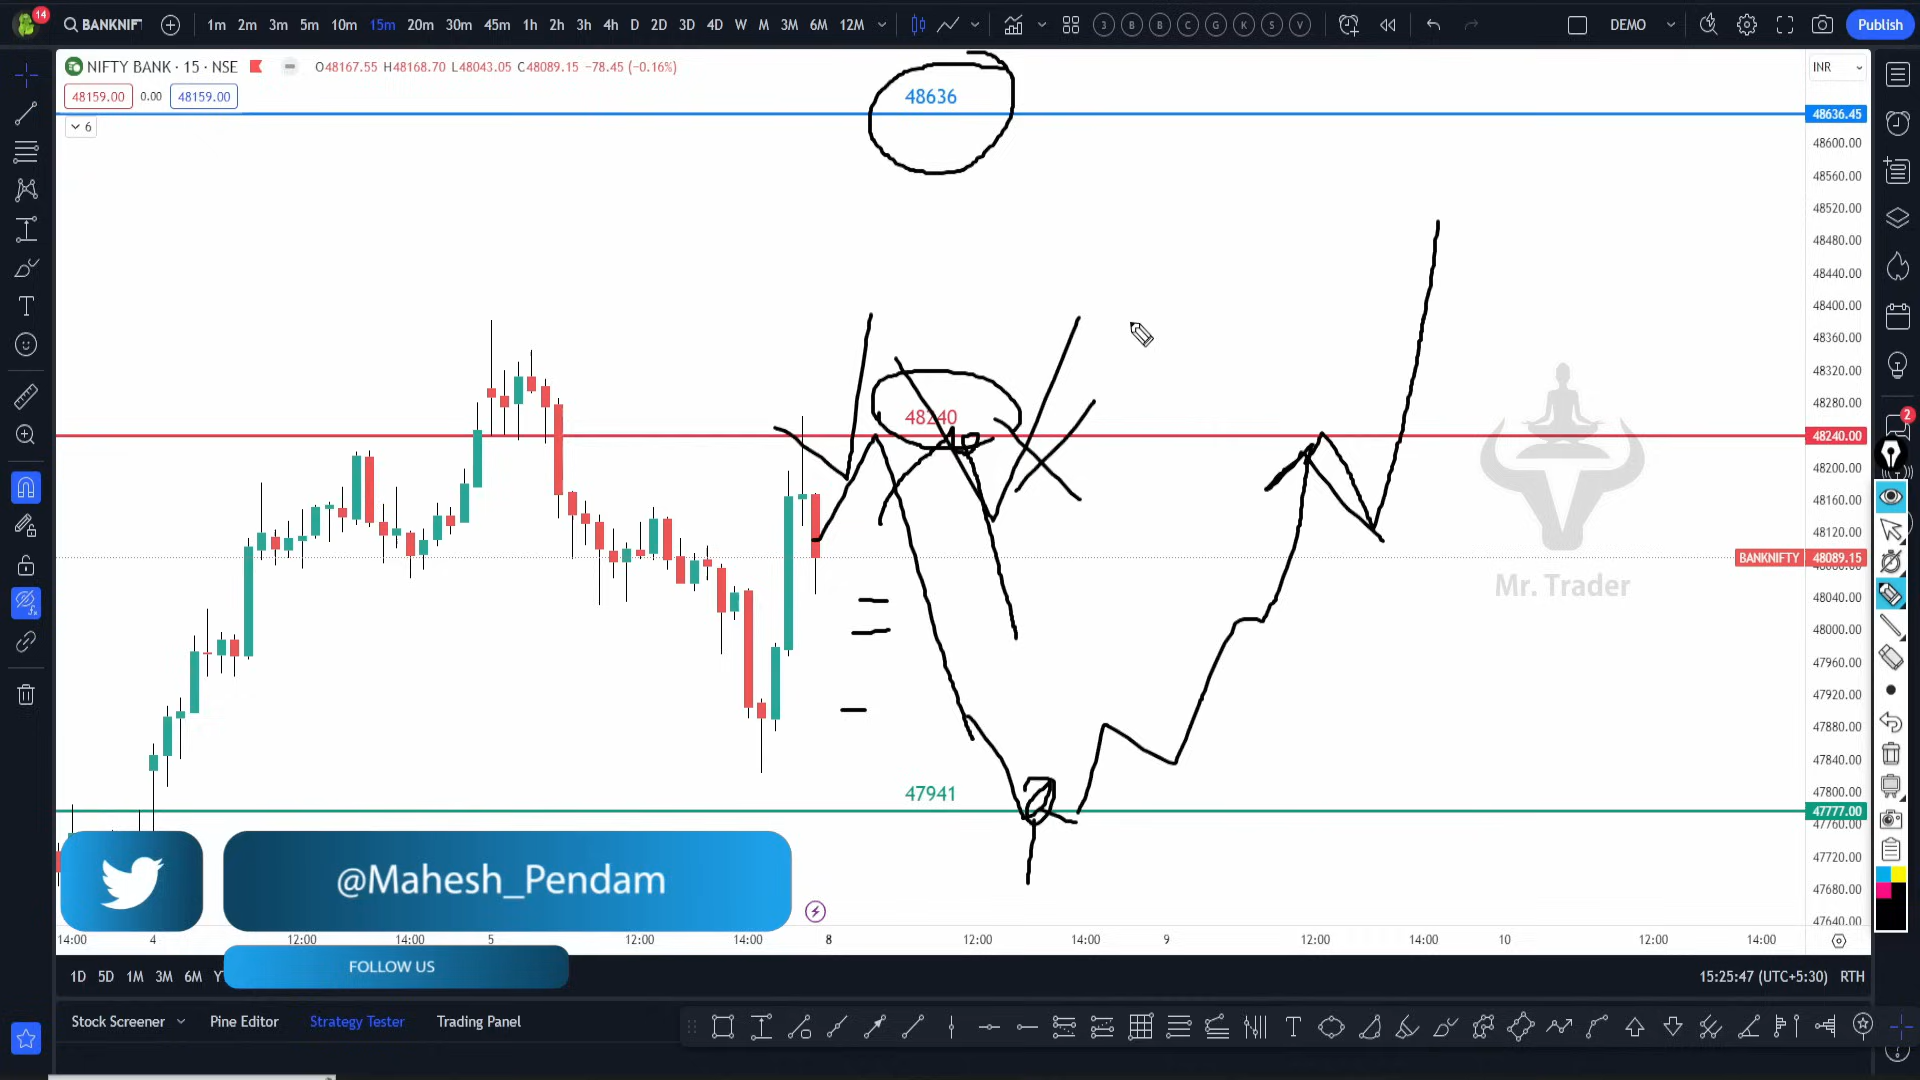 14
BANKNIF
1m 2m 3m 5m 10m 15m 20m 30m 45m 1h 2h 3h 4h D 2D 3D 4D W M 3M 6M 12M
J B B C G K S V
DEMO
Publish
NIFTY BANK · 15 · NSE
O48167.55 H48168.70 L48043.05 C48089.15 −78.45 (−0.16%)
INR
48159.00 0.00 48159.00
6
48636
48636.45
48600.00
48560.00
48520.00
48480.00
48440.00
48400.00
48360.00
48320.00
48280.00
48240
48240.00
48200.00
48160.00
48120.00
BANKNIFTY 48089.15
48040.00
48000.00
47960.00
47920.00
47880.00
47840.00
47941
47800.00
47777.00
47760.00
47720.00
47680.00
47640.00
2
Mr. Trader
@Mahesh_Pendam
FOLLOW US
14:00 4 12:00 14:00 5 12:00 14:00 8 12:00 14:00 9 12:00 14:00 10 12:00 14:00
1D 5D 1M 3M 6M
15:25:47 (UTC+5:30) RTH
Stock Screener Pine Editor Strategy Tester Trading Panel